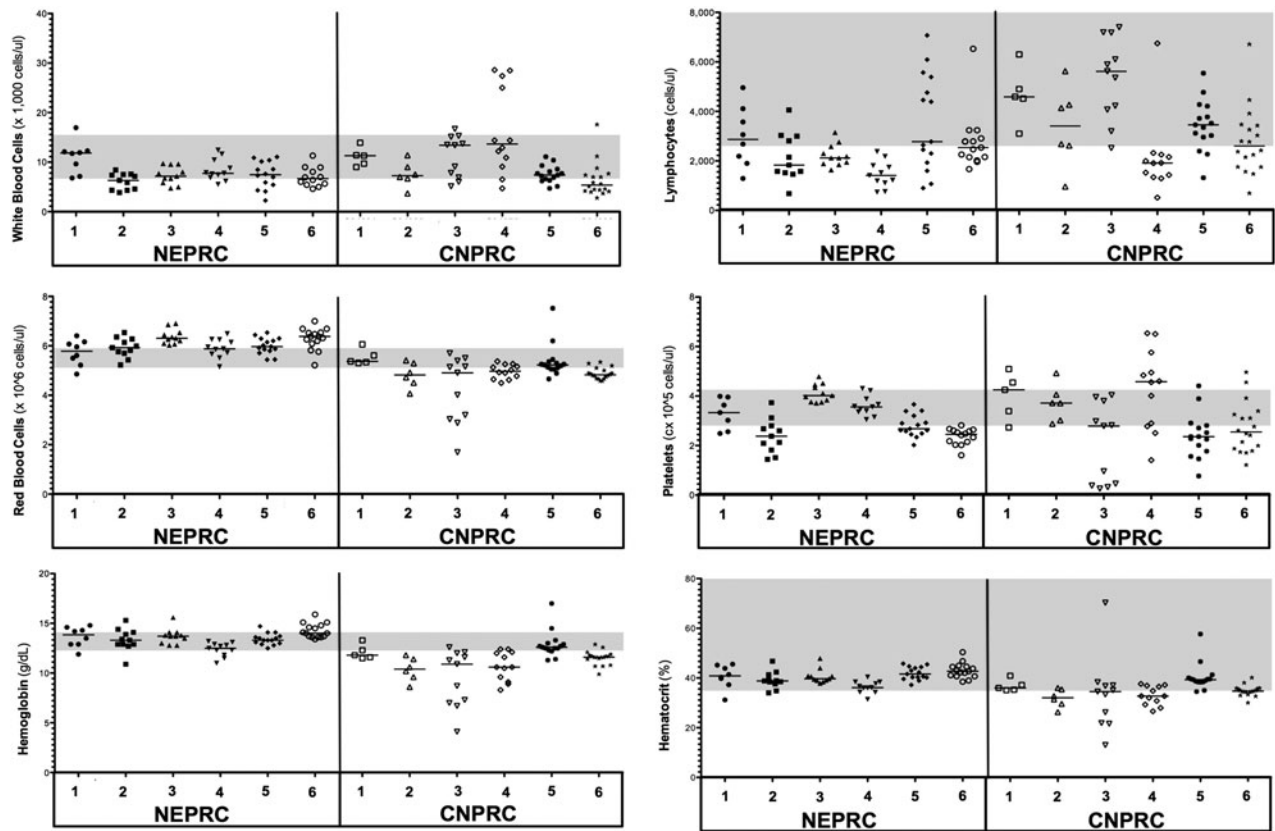 White Blood Cells (x 1,000 cells/ul)
40
30
20
10
0
1 2 3 4 5 6 1 2 3 4 5 6
NEPRC CNPRC
Lymphocytes (cells/ul)
8,000
6,000
4,000
2,000
0
1 2 3 4 5 6 1 2 3 4 5 6
NEPRC CNPRC
Red Blood Cells (x 10^6 cells/ul)
8
6
4
2
0
1 2 3 4 5 6 1 2 3 4 5 6
NEPRC CNPRC
Platelets (cx 10^5 cells/ul)
8
6
4
2
0
1 2 3 4 5 6 1 2 3 4 5 6
NEPRC CNPRC
Hemoglobin (g/dL)
20
15
10
5
0
1 2 3 4 5 6 1 2 3 4 5 6
NEPRC CNPRC
Hematocrit (%)
80
60
40
20
0
1 2 3 4 5 6 1 2 3 4 5 6
NEPRC CNPRC